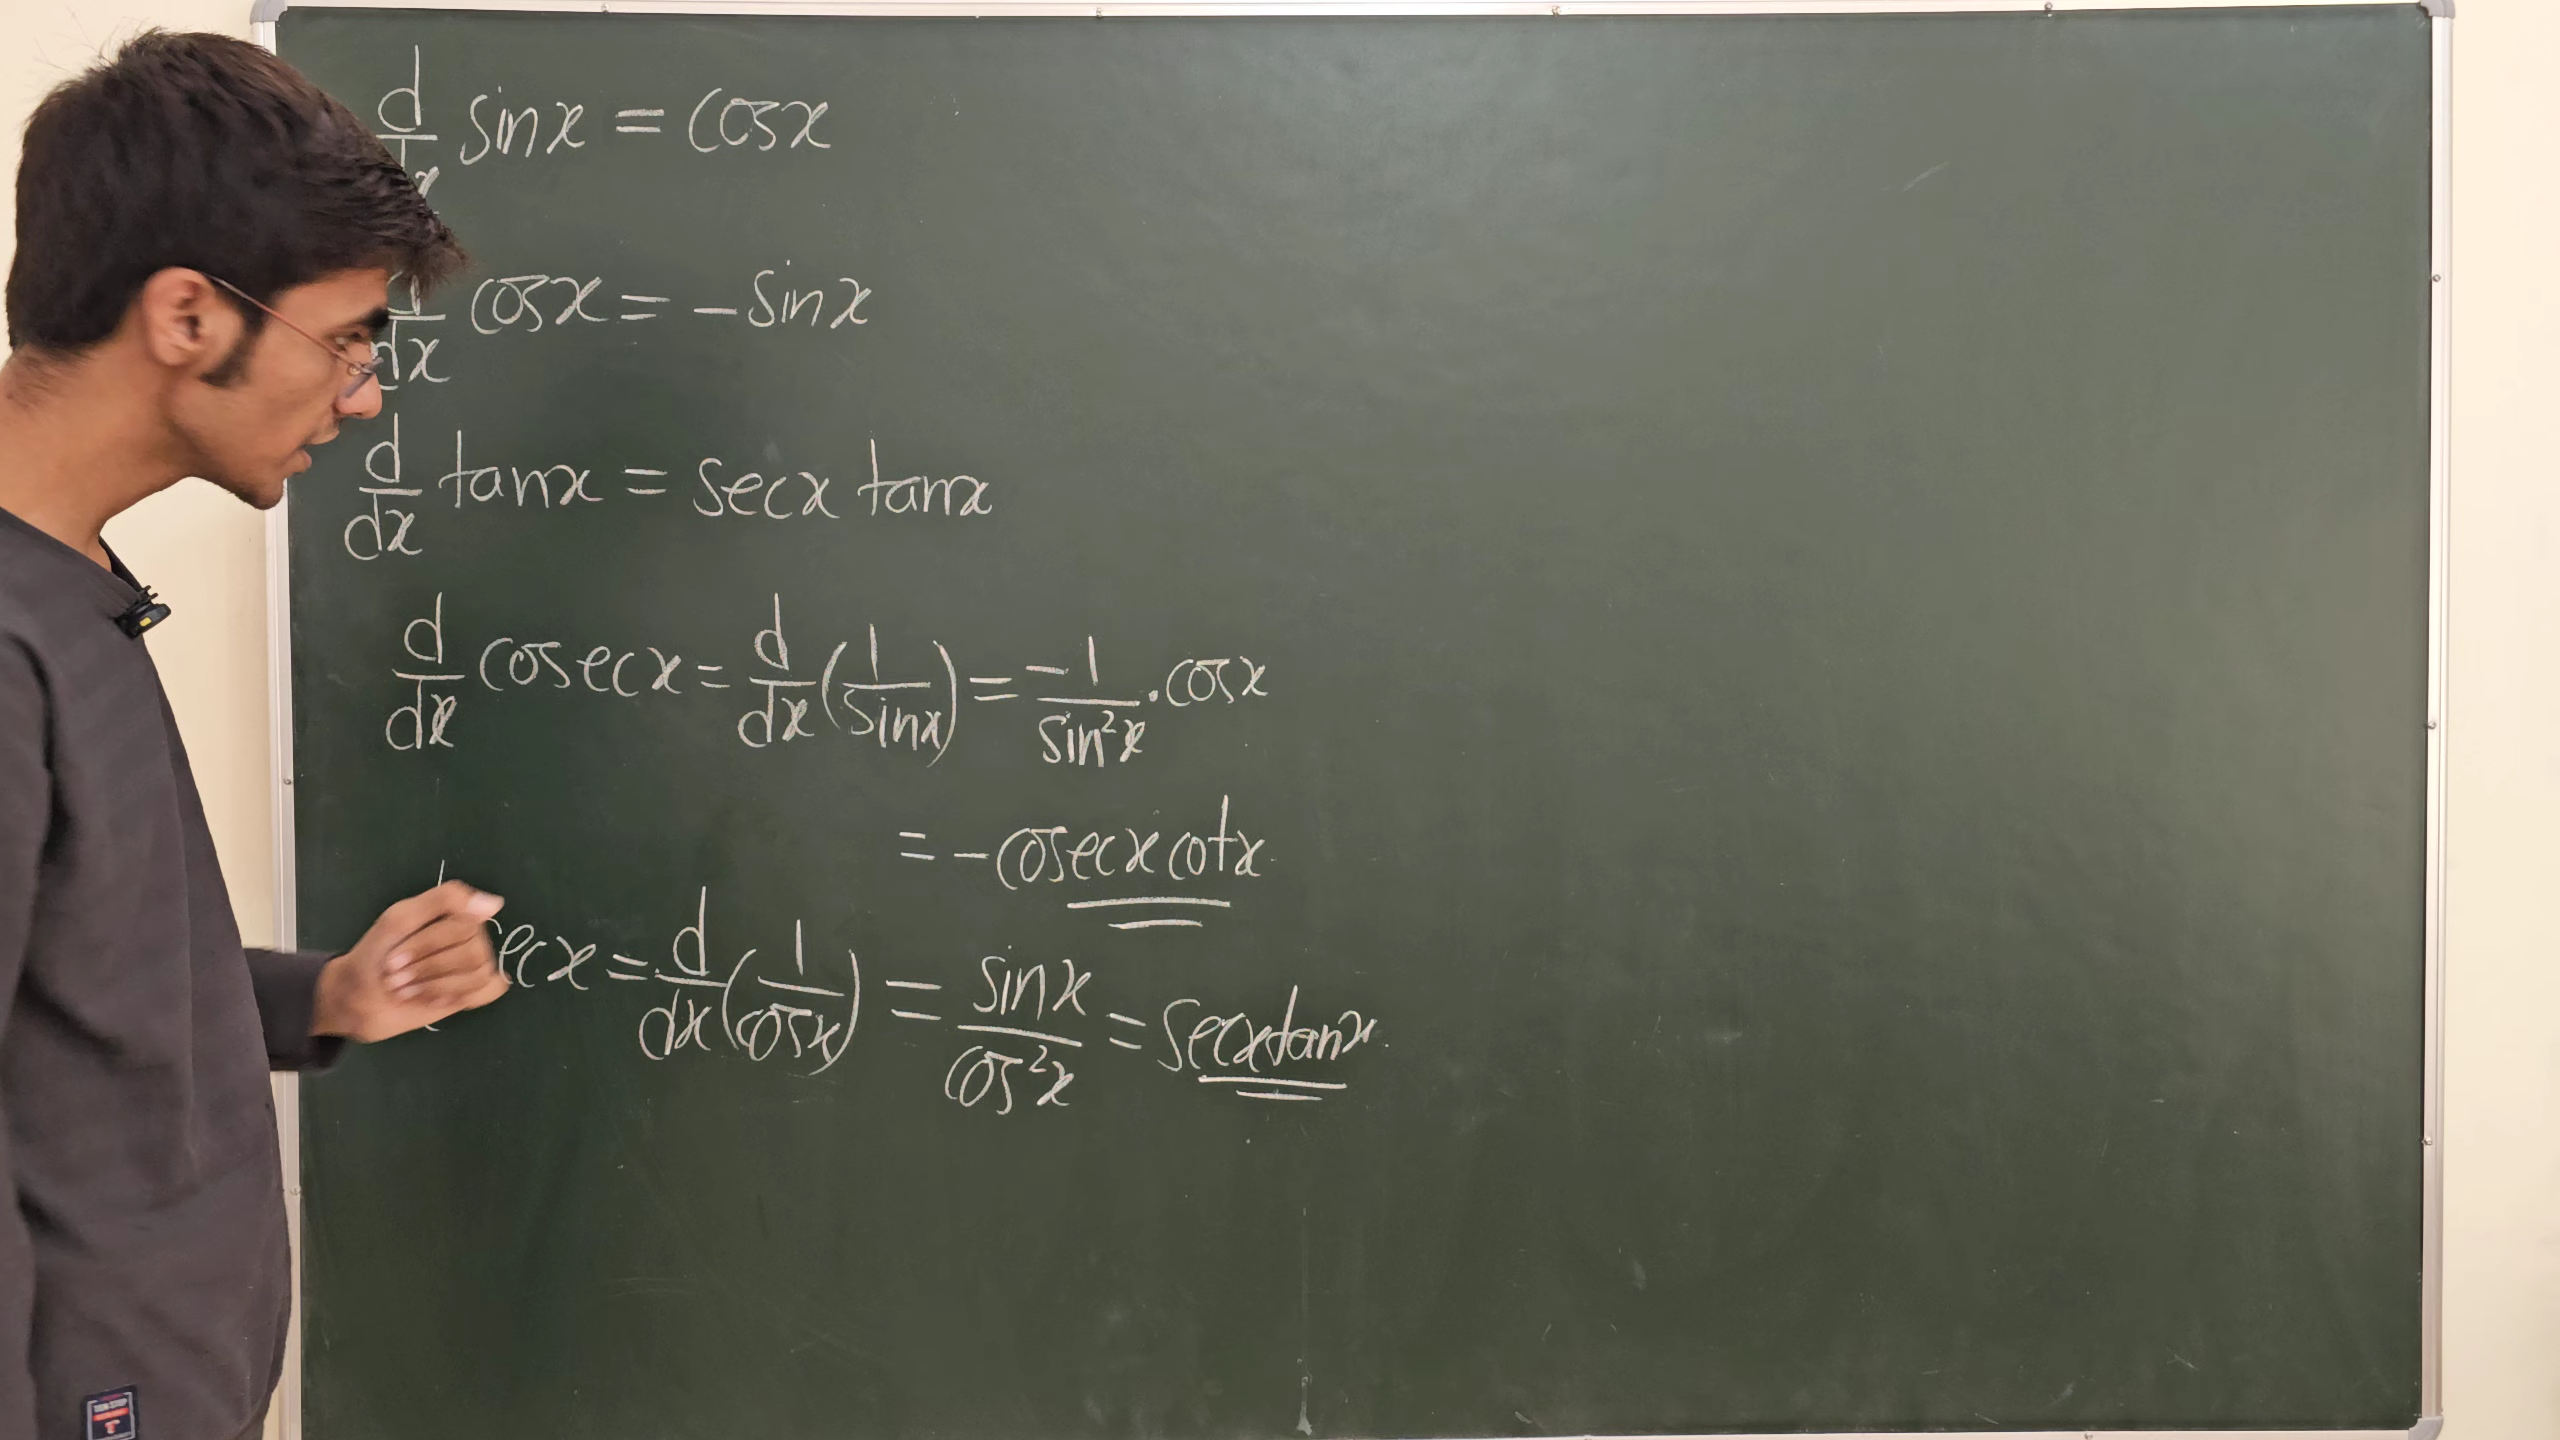 d/dx sinx = cosx
d/dx cosx = -sinx
d/dx tanx = secx tanx
d/dx cosecx = d/dx (1/sinx) = -1/sin²x . cosx
= -cosecx cotx
secx = d/dx (1/cosx) = sinx/cos²x = secxtanx